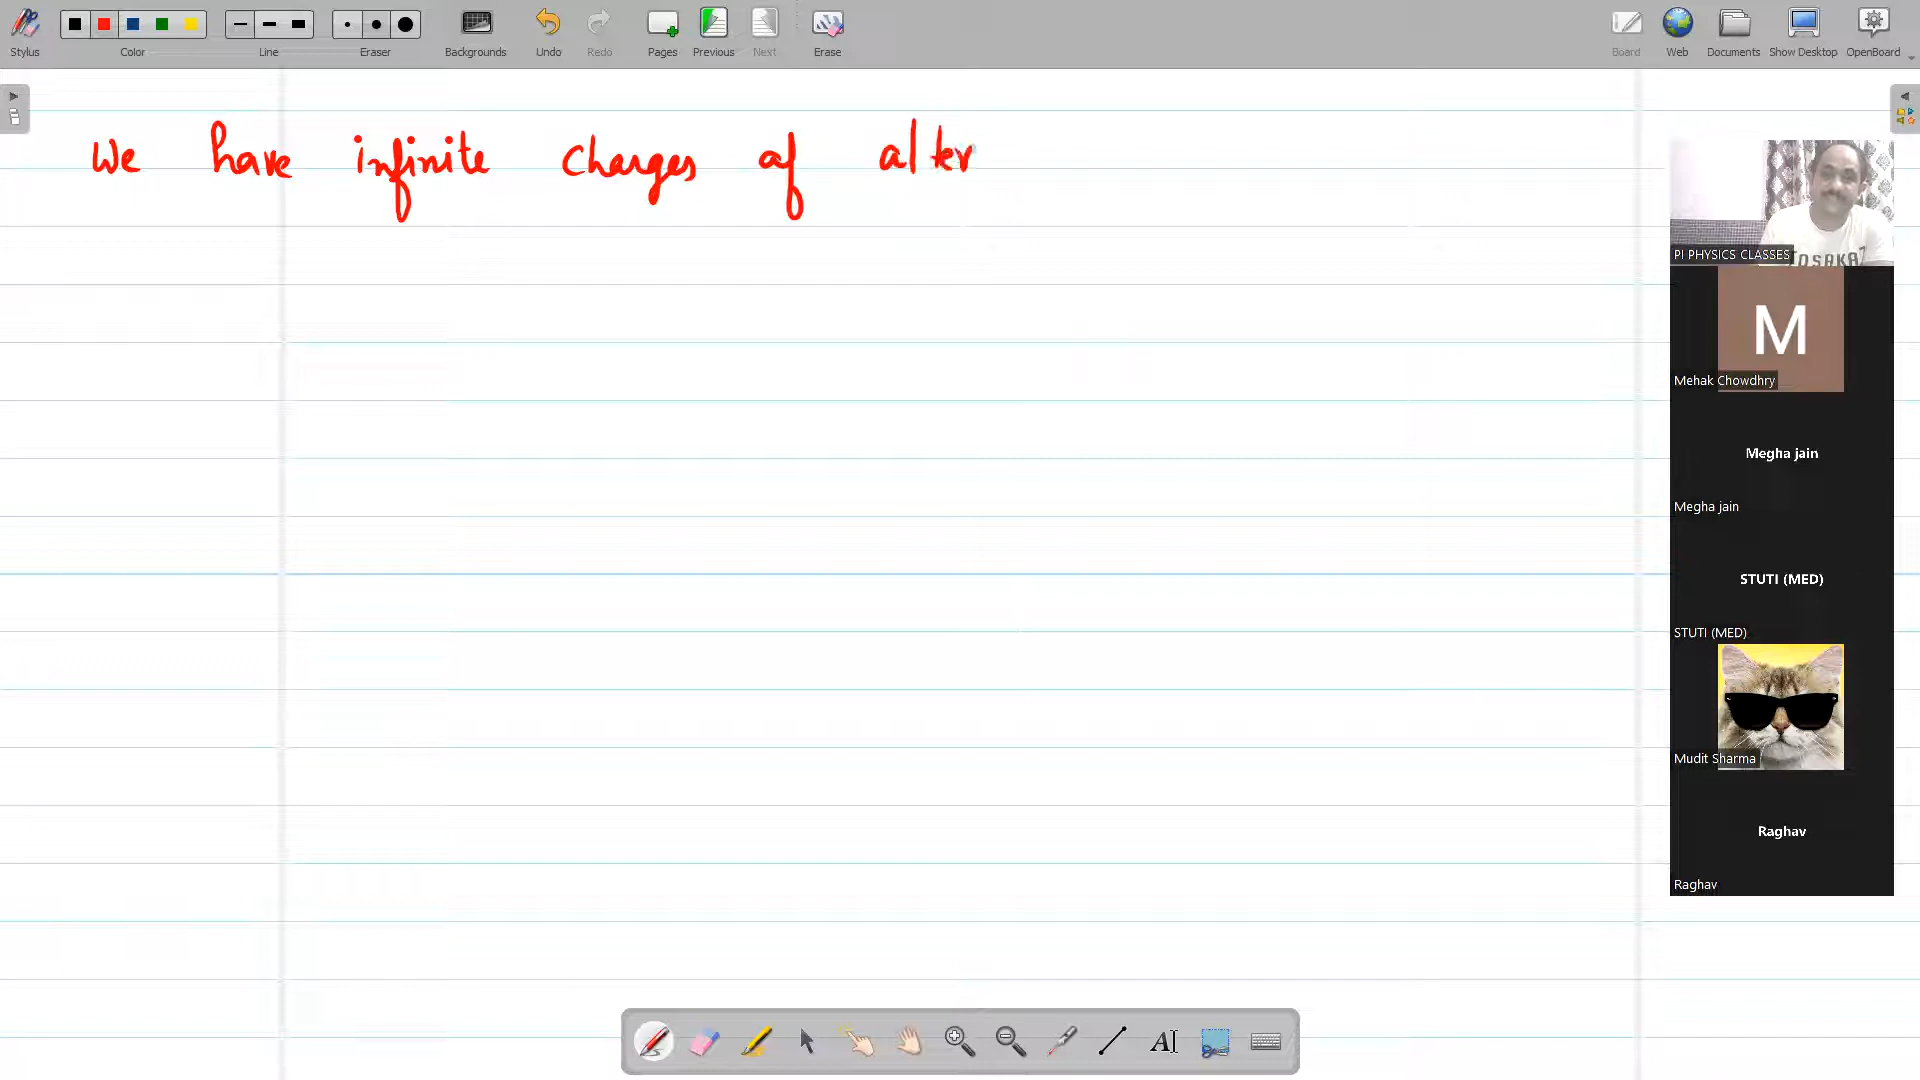 Stylus Color Line Eraser Backgrounds Undo Redo Pages Previous Next Erase Board Web Documents Show Desktop OpenBoard
We have infinite charges of alter
PI PHYSICS CLASSES
TOSAKA
M
Mehak Chowdhry
Megha jain
Megha jain
STUTI (MED)
STUTI (MED)
Mudit Sharma
Raghav
Raghav